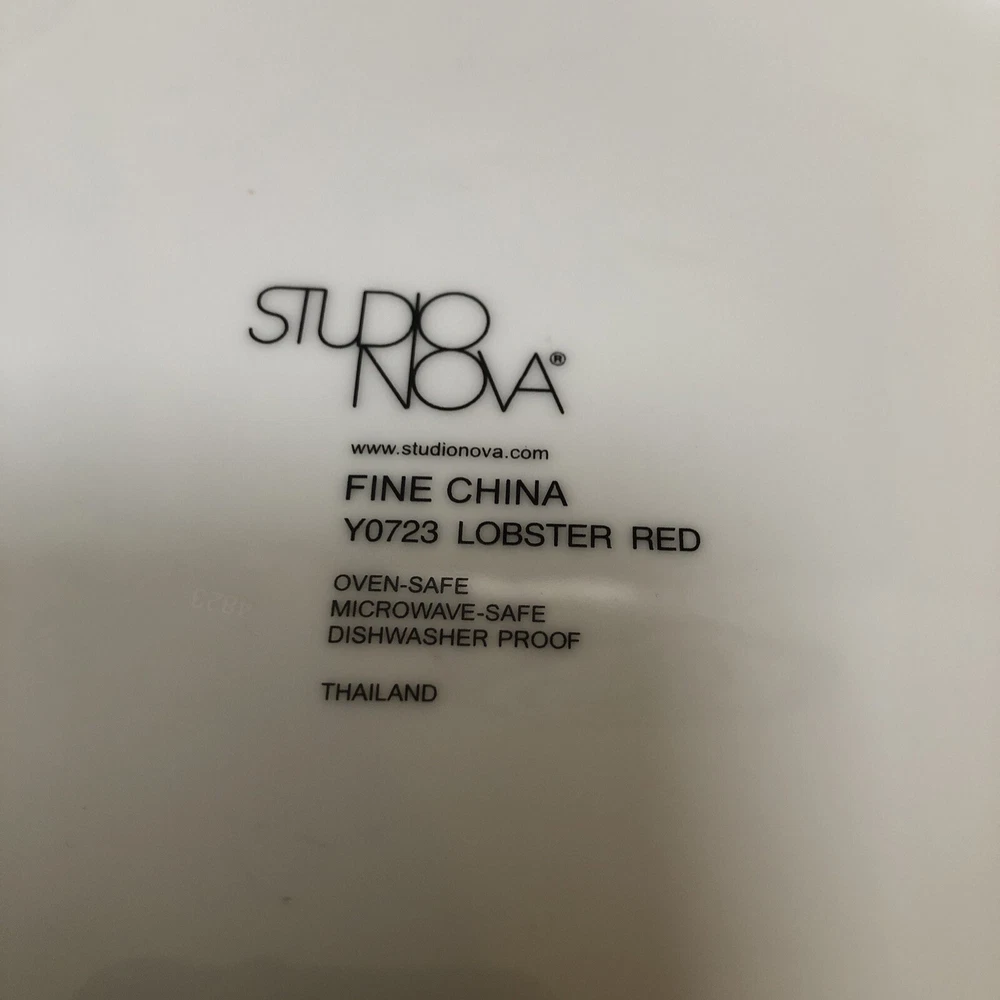 STUDIO
NOVA®
www.studionova.com
FINE CHINA
Y0723 LOBSTER RED
OVEN-SAFE
MICROWAVE-SAFE
DISHWASHER PROOF
THAILAND